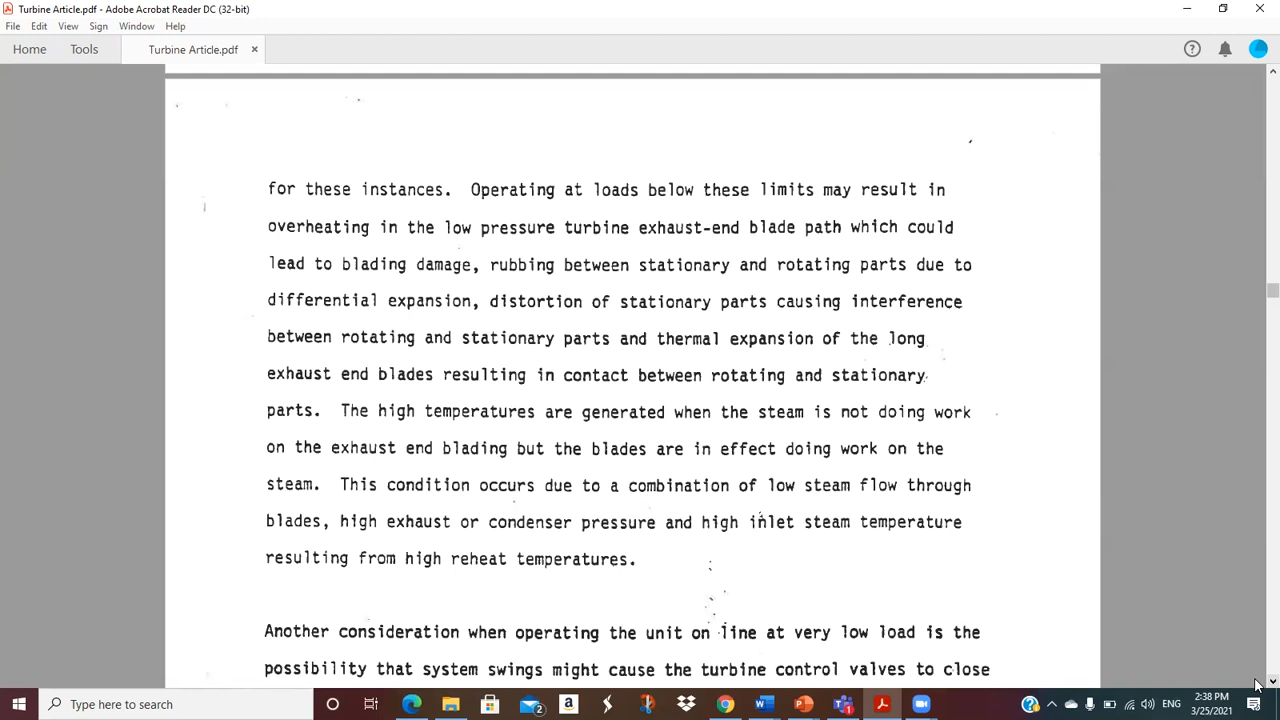 Turbine Article.pdf - Adobe Acrobat Reader DC (32-bit)
File Edit View Sign Window Help
Home Tools Turbine Article.pdf
for these instances. Operating at loads below these limits may result in
overheating in the low pressure turbine exhaust-end blade path which could
lead to blading damage, rubbing between stationary and rotating parts due to
differential expansion, distortion of stationary parts causing interference
between rotating and stationary parts and thermal expansion of the long
exhaust end blades resulting in contact between rotating and stationary
parts. The high temperatures are generated when the steam is not doing work
on the exhaust end blading but the blades are in effect doing work on the
steam. This condition occurs due to a combination of low steam flow through
blades, high exhaust or condenser pressure and high inlet steam temperature
resulting from high reheat temperatures.
Another consideration when operating the unit on line at very low load is the
possibility that system swings might cause the turbine control valves to close
Type here to search
ENG
2:38 PM
3/25/2021